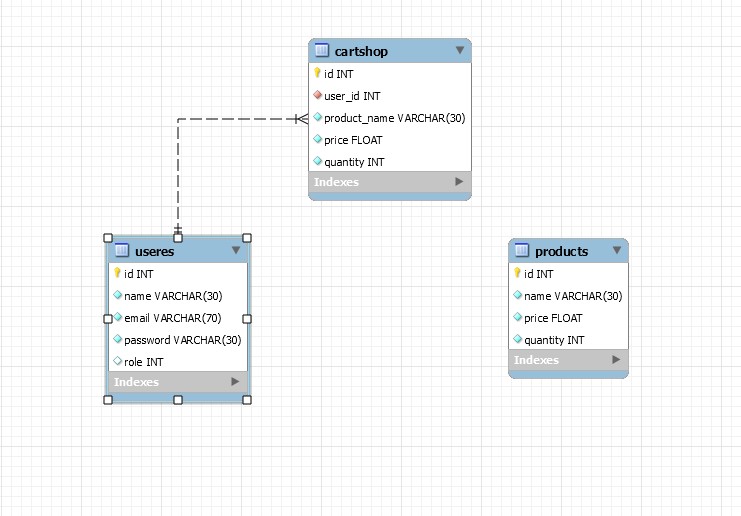 cartshop
id INT
user_id INT
product_name VARCHAR(30)
price FLOAT
quantity INT
Indexes
useres
id INT
name VARCHAR(30)
email VARCHAR(70)
password VARCHAR(30)
role INT
Indexes
products
id INT
name VARCHAR(30)
price FLOAT
quantity INT
Indexes